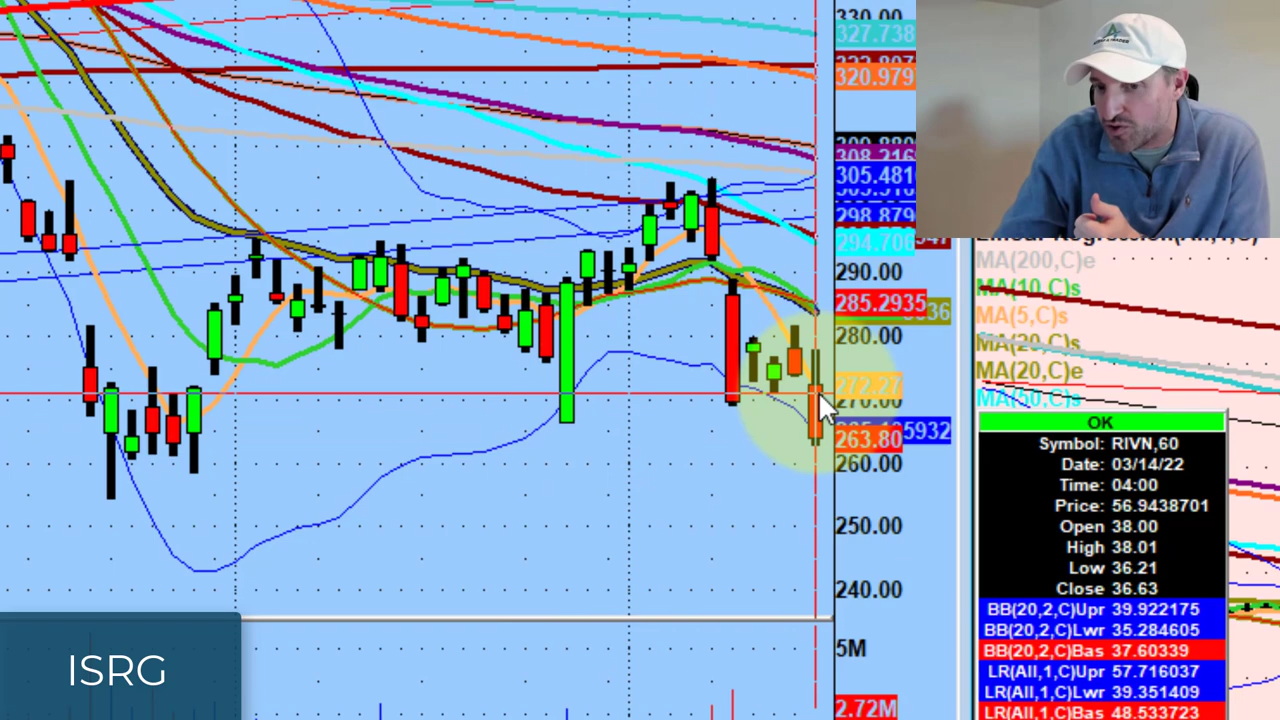 330.00
327.738
320.979
308.216
305.481
298.879
294.706
290.00
285.2935
280.00
272.27
270.00
5932
263.80
260.00
250.00
240.00
5M
2.72M
ISRG
MA(200,C)e
MA(10,C)s
MA(5,C)s
MA(20,C)s
MA(20,C)e
MA(50,C)s
OK
Symbol: RIVN,60
Date: 03/14/22
Time: 04:00
Price: 56.9438701
Open 38.00
High 38.01
Low 36.21
Close 36.63
BB(20,2,C)Upr 39.922175
BB(20,2,C)Lwr 35.284605
BB(20,2,C)Bas 37.60339
LR(All,1,C)Upr 57.716037
LR(All,1,C)Lwr 39.351409
LR(All,1,C)Bas 48.533723